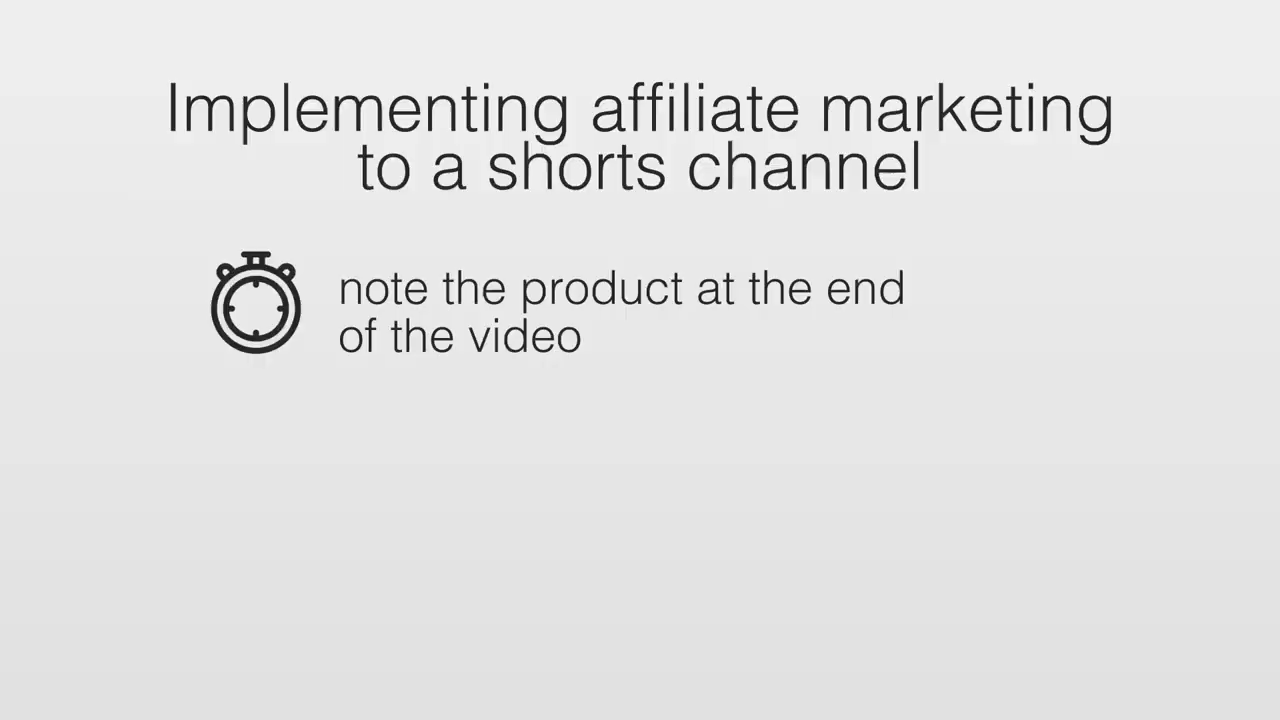 Implementing affiliate marketing
to a shorts channel
note the product at the end
of the video